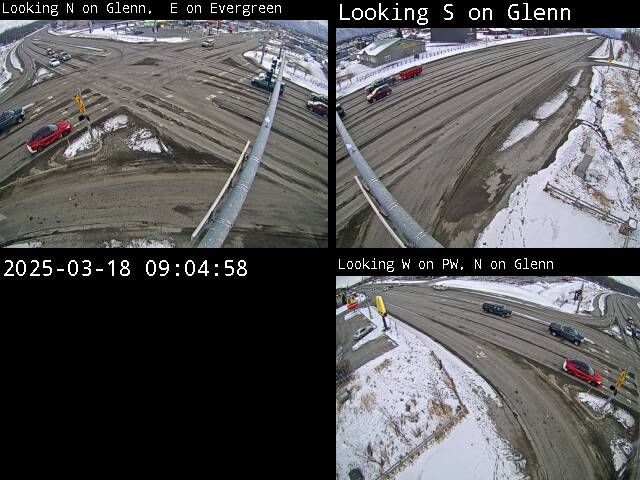 Looking N on Glenn, E on Evergreen
Looking S on Glenn
2025-03-18 09:04:58
Looking W on PW, N on Glenn